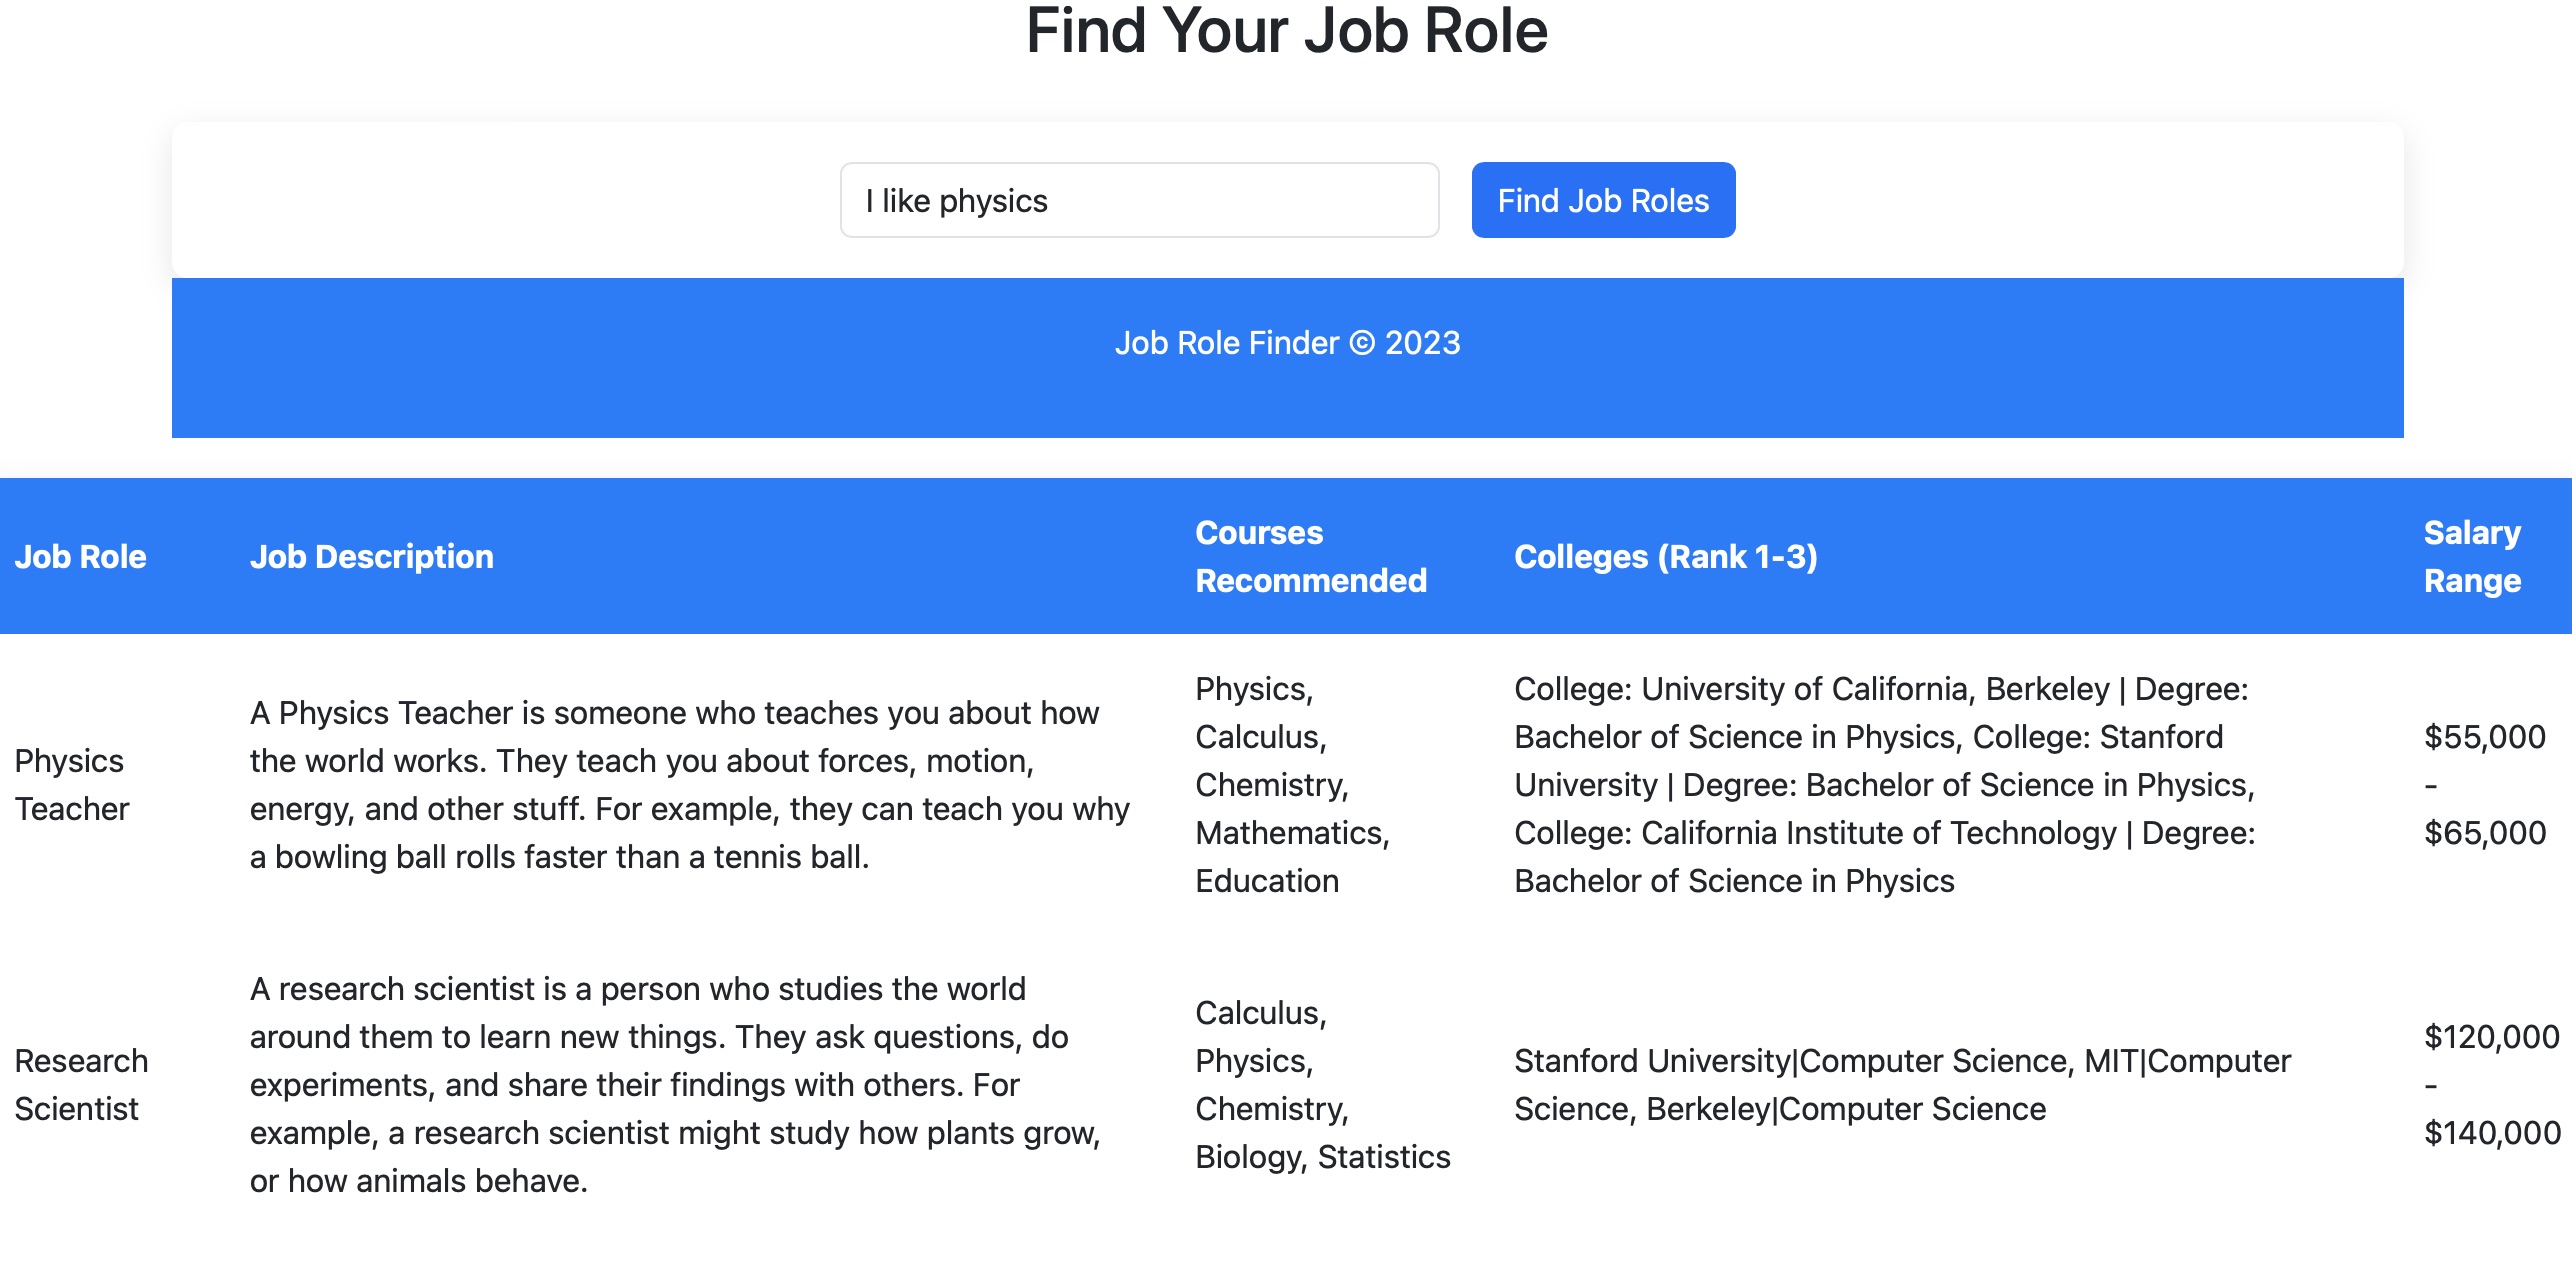 Find Your Job Role
I like physics
Find Job Roles
Job Role Finder © 2023
Job Role
Job Description
Courses
Recommended
Colleges (Rank 1-3)
Salary
Range
Physics
Teacher
A Physics Teacher is someone who teaches you about how
the world works. They teach you about forces, motion,
energy, and other stuff. For example, they can teach you why
a bowling ball rolls faster than a tennis ball.
Physics,
Calculus,
Chemistry,
Mathematics,
Education
College: University of California, Berkeley | Degree:
Bachelor of Science in Physics, College: Stanford
University | Degree: Bachelor of Science in Physics,
College: California Institute of Technology | Degree:
Bachelor of Science in Physics
$55,000
-
$65,000
Research
Scientist
A research scientist is a person who studies the world
around them to learn new things. They ask questions, do
experiments, and share their findings with others. For
example, a research scientist might study how plants grow,
or how animals behave.
Calculus,
Physics,
Chemistry,
Biology, Statistics
Stanford University|Computer Science, MIT|Computer
Science, Berkeley|Computer Science
$120,000
-
$140,000